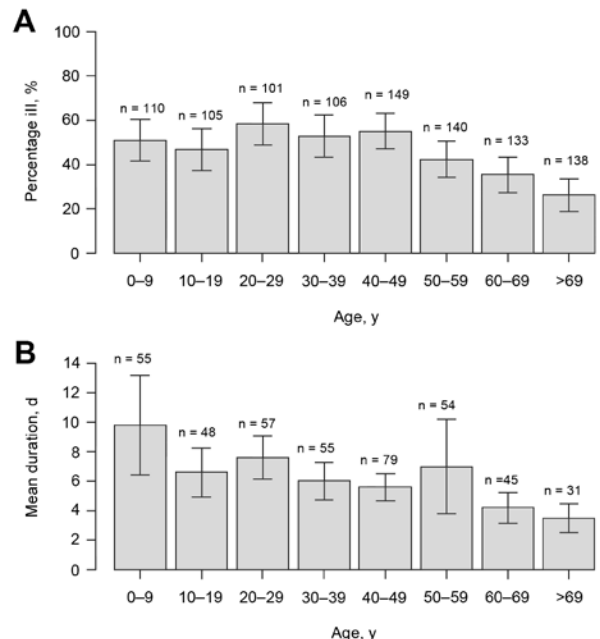 A
Percentage ill, %
100
80
60
40
20
0
n = 110
n = 105
n = 101
n = 106
n = 149
n = 140
n = 133
n = 138
0–9 10–19 20–29 30–39 40–49 50–59 60–69 >69
Age, y
B
Mean duration, d
14
12
10
8
6
4
2
0
n = 55
n = 48
n = 57
n = 55
n = 79
n = 54
n =45
n = 31
0–9 10–19 20–29 30–39 40–49 50–59 60–69 >69
Age, y